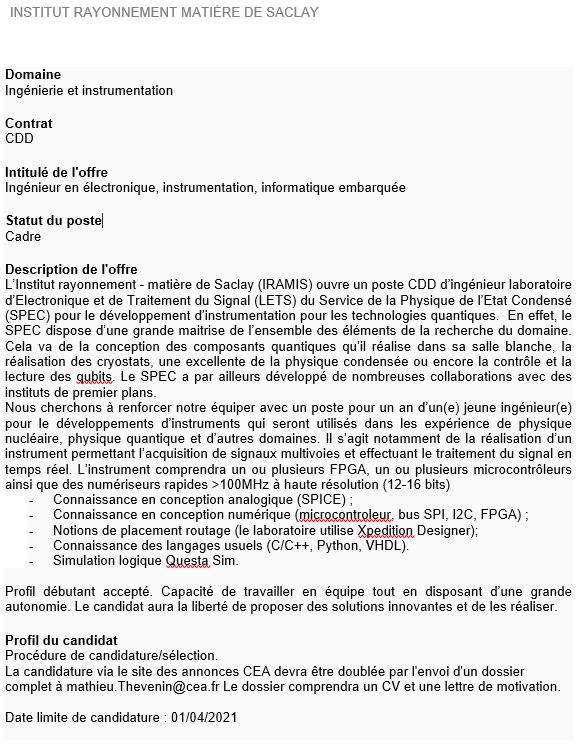 INSTITUT RAYONNEMENT MATIÈRE DE SACLAY
Domaine
Ingénierie et instrumentation
Contrat
CDD
Intitulé de l'offre
Ingénieur en électronique, instrumentation, informatique embarquée
Statut du poste
Cadre
Description de l'offre
L'Institut rayonnement - matière de Saclay (IRAMIS) ouvre un poste CDD d'ingénieur laboratoire
d'Electronique et de Traitement du Signal (LETS) du Service de la Physique de l'Etat Condensé
(SPEC) pour le développement d'instrumentation pour les technologies quantiques. En effet, le
SPEC dispose d'une grande maitrise de l'ensemble des éléments de la recherche du domaine.
Cela va de la conception des composants quantiques qu'il réalise dans sa salle blanche, la
réalisation des cryostats, une excellente de la physique condensée ou encore la contrôle et la
lecture des qubits. Le SPEC a par ailleurs développé de nombreuses collaborations avec des
instituts de premier plans.
Nous cherchons à renforcer notre équiper avec un poste pour un an d'un(e) jeune ingénieur(e)
pour le développements d'instruments qui seront utilisés dans les expérience de physique
nucléaire, physique quantique et d'autres domaines. Il s'agit notamment de la réalisation d'un
instrument permettant l'acquisition de signaux multivoies et effectuant le traitement du signal en
temps réel. L'instrument comprendra un ou plusieurs FPGA, un ou plusieurs microcontrôleurs
ainsi que des numériseurs rapides >100MHz à haute résolution (12-16 bits)
- Connaissance en conception analogique (SPICE) ;
- Connaissance en conception numérique (microcontroleur, bus SPI, I2C, FPGA) ;
- Notions de placement routage (le laboratoire utilise Xpedition Designer);
- Connaissance des langages usuels (C/C++, Python, VHDL).
- Simulation logique Questa Sim.
Profil débutant accepté. Capacité de travailler en équipe tout en disposant d'une grande
autonomie. Le candidat aura la liberté de proposer des solutions innovantes et de les réaliser.
Profil du candidat
Procédure de candidature/sélection.
La candidature via le site des annonces CEA devra être doublée par l'envoi d'un dossier
complet à mathieu.Thevenin@cea.fr Le dossier comprendra un CV et une lettre de motivation.
Date limite de candidature : 01/04/2021